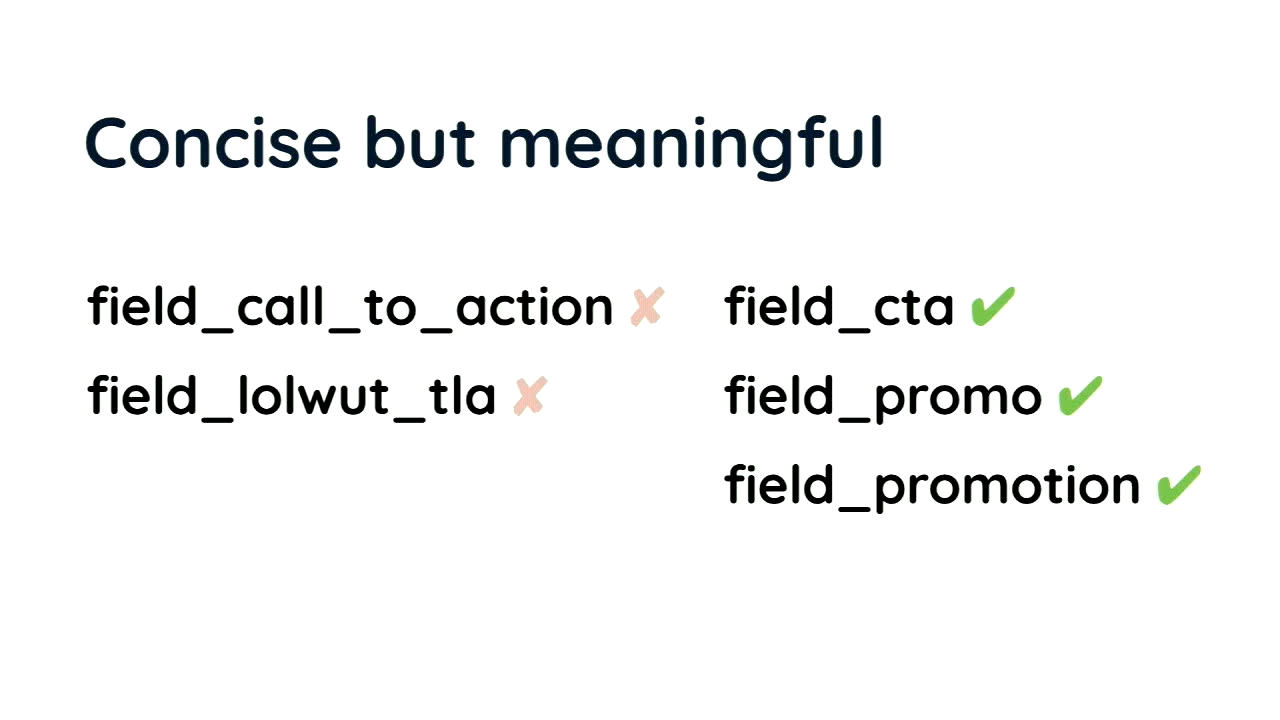 Concise but meaningful
field_call_to_action ✘
field_lolwut_tla ✘
field_cta ✔
field_promo ✔
field_promotion ✔